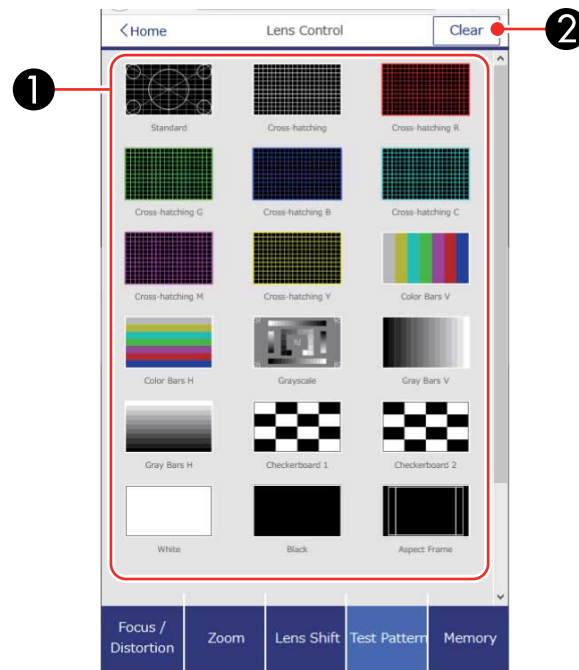 Home
Lens Control
Clear
2
1
Standard
Cross-hatching
Cross-hatching R
Cross-hatching G
Cross-hatching B
Cross-hatching C
Cross-hatching M
Cross-hatching Y
Color Bars V
Color Bars H
Grayscale
Gray Bars V
Gray Bars H
Checkerboard 1
Checkerboard 2
White
Black
Aspect Frame
Focus /
Distortion
Zoom
Lens Shift
Test Pattern
Memory